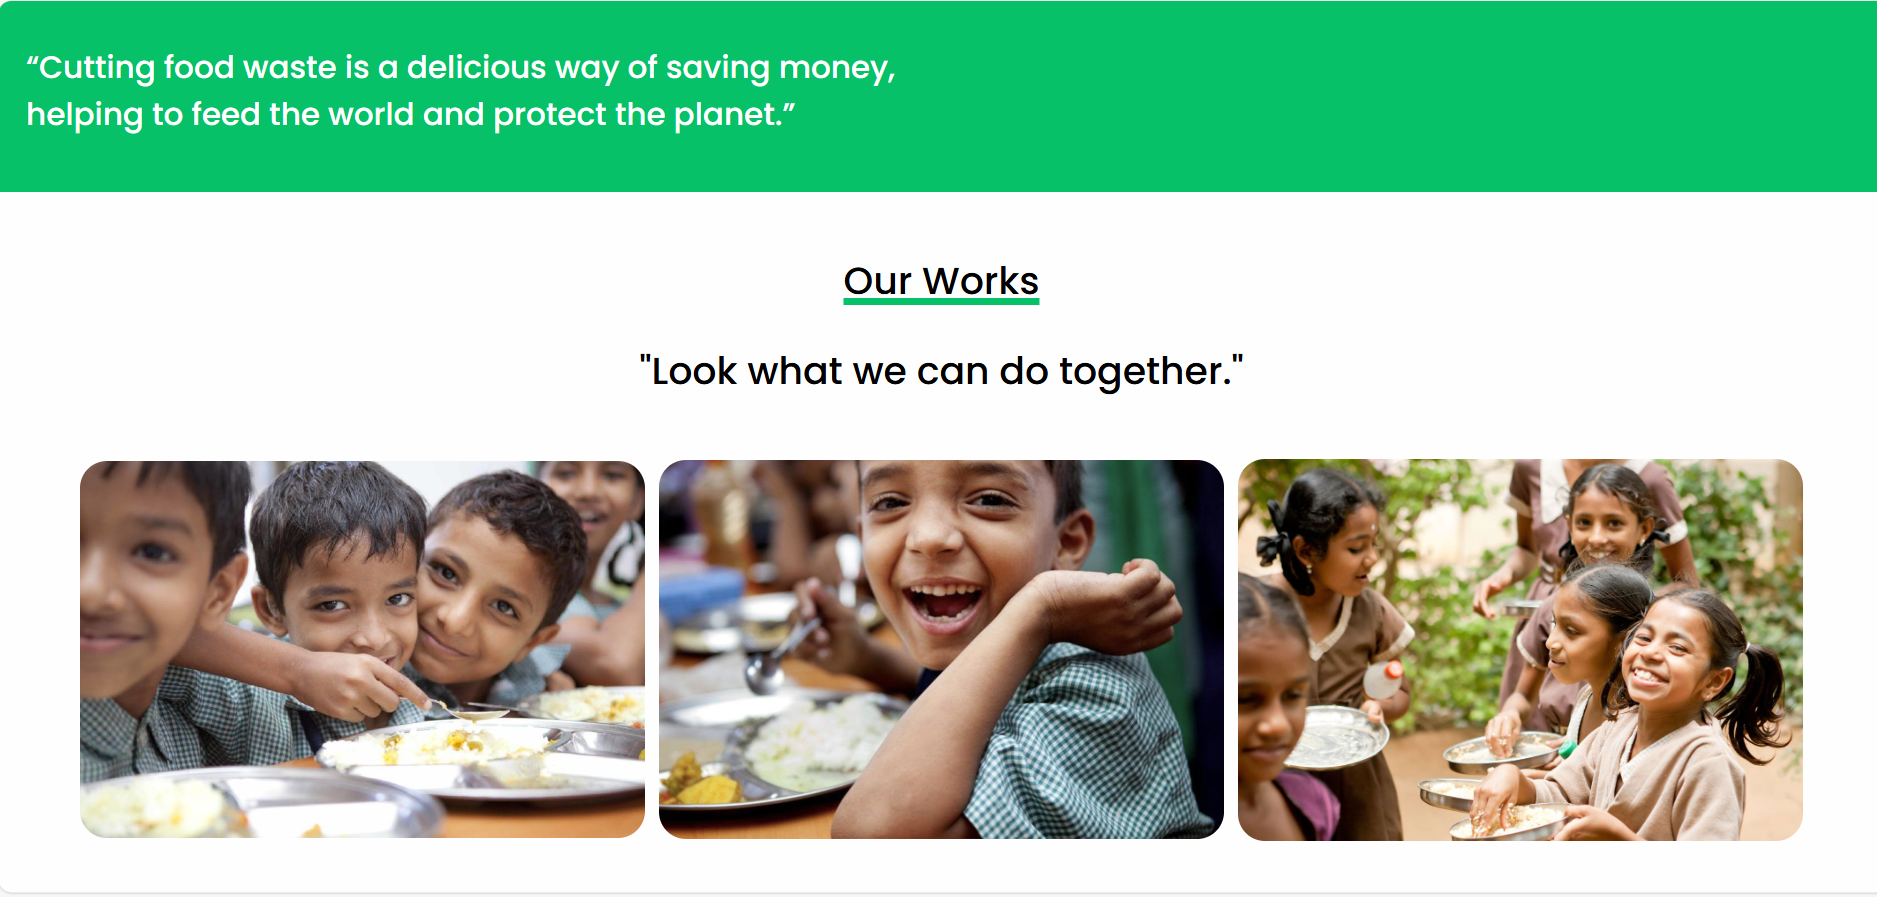 “Cutting food waste is a delicious way of saving money,
helping to feed the world and protect the planet.”
Our Works
"Look what we can do together."